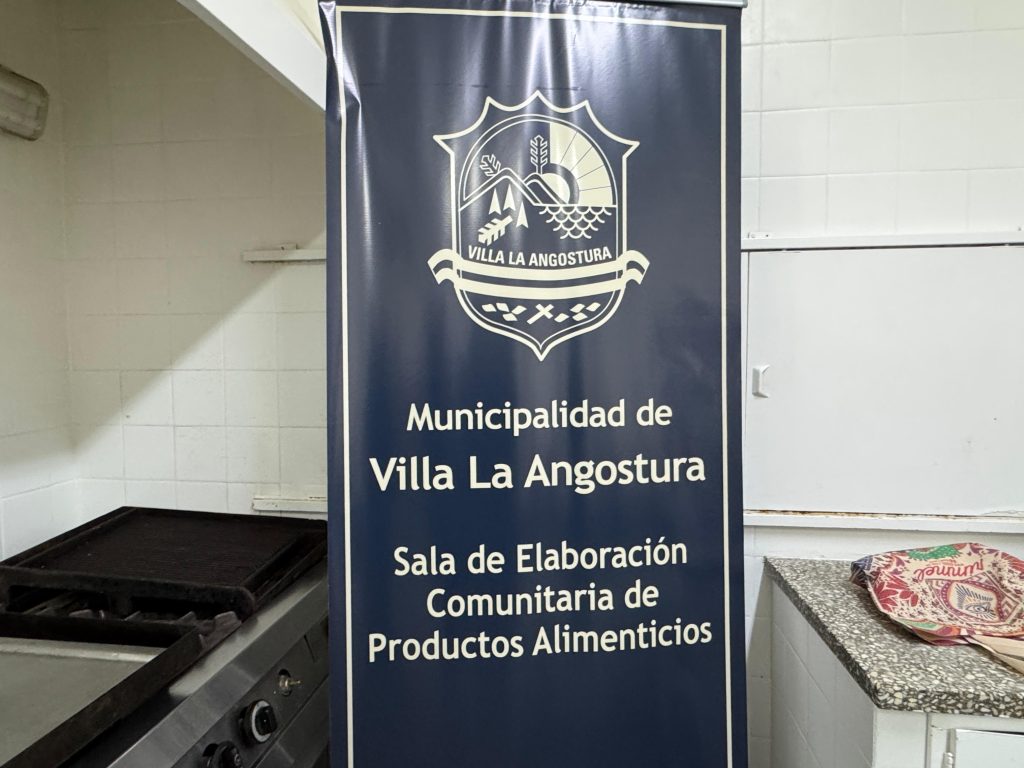 VILLA LA ANGOSTURA
Municipalidad de
Villa La Angostura
Sala de Elaboración
Comunitaria de
Productos Alimenticios